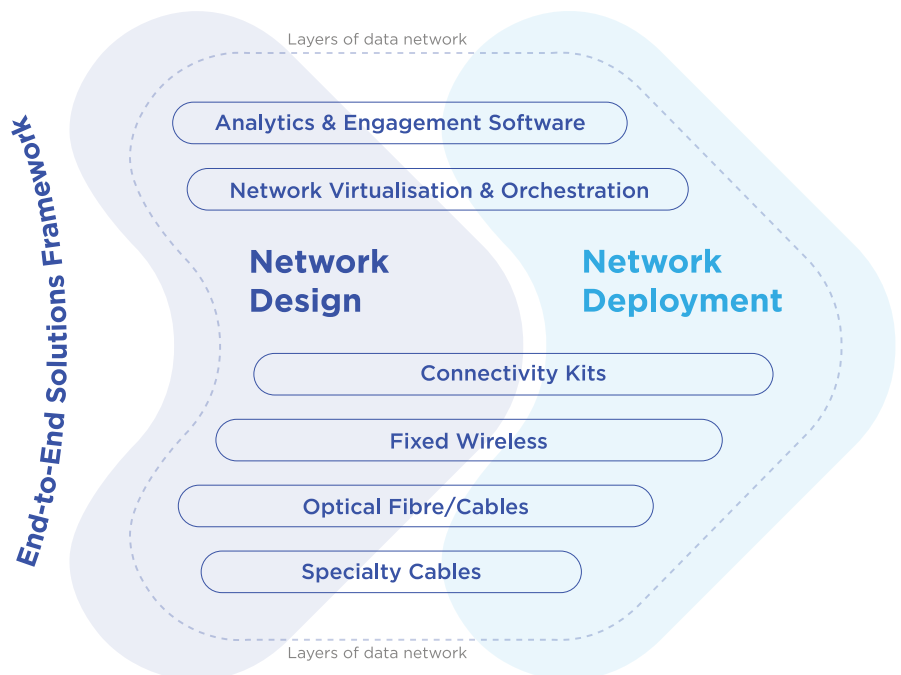 Layers of data network
End-to-End Solutions Framework
Analytics & Engagement Software
Network Virtualisation & Orchestration
Network
Design
Network
Deployment
Connectivity Kits
Fixed Wireless
Optical Fibre/Cables
Specialty Cables
Layers of data network